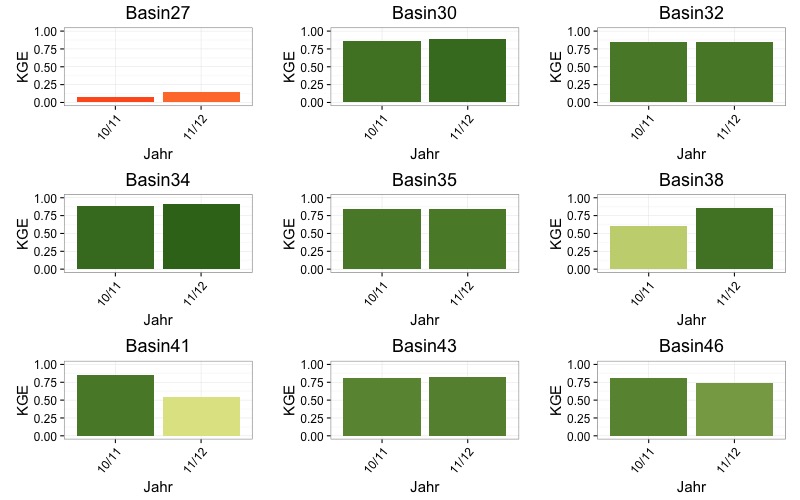 Basin27 Basin30 Basin32
KGE 1.00 KGE 1.00 KGE 1.00
0.75 0.75 0.75
0.50 0.50 0.50
0.25 0.25 0.25
0.00 0.00 0.00
10/11 11/12 10/11 11/12 10/11 11/12
Jahr Jahr Jahr
Basin34 Basin35 Basin38
KGE 1.00 KGE 1.00 KGE 1.00
0.75 0.75 0.75
0.50 0.50 0.50
0.25 0.25 0.25
0.00 0.00 0.00
10/11 11/12 10/11 11/12 10/11 11/12
Jahr Jahr Jahr
Basin41 Basin43 Basin46
KGE 1.00 KGE 1.00 KGE 1.00
0.75 0.75 0.75
0.50 0.50 0.50
0.25 0.25 0.25
0.00 0.00 0.00
10/11 11/12 10/11 11/12 10/11 11/12
Jahr Jahr Jahr